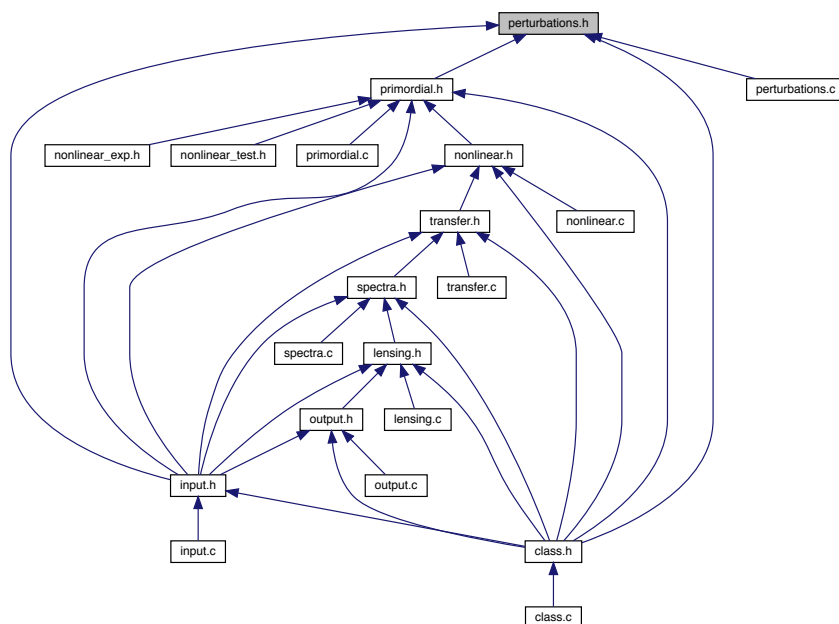 perturbations.h
primordial.h
perturbations.c
nonlinear_exp.h
nonlinear_test.h
primordial.c
nonlinear.h
transfer.h
nonlinear.c
spectra.h
transfer.c
spectra.c
lensing.h
output.h
lensing.c
input.h
output.c
input.c
class.h
class.c